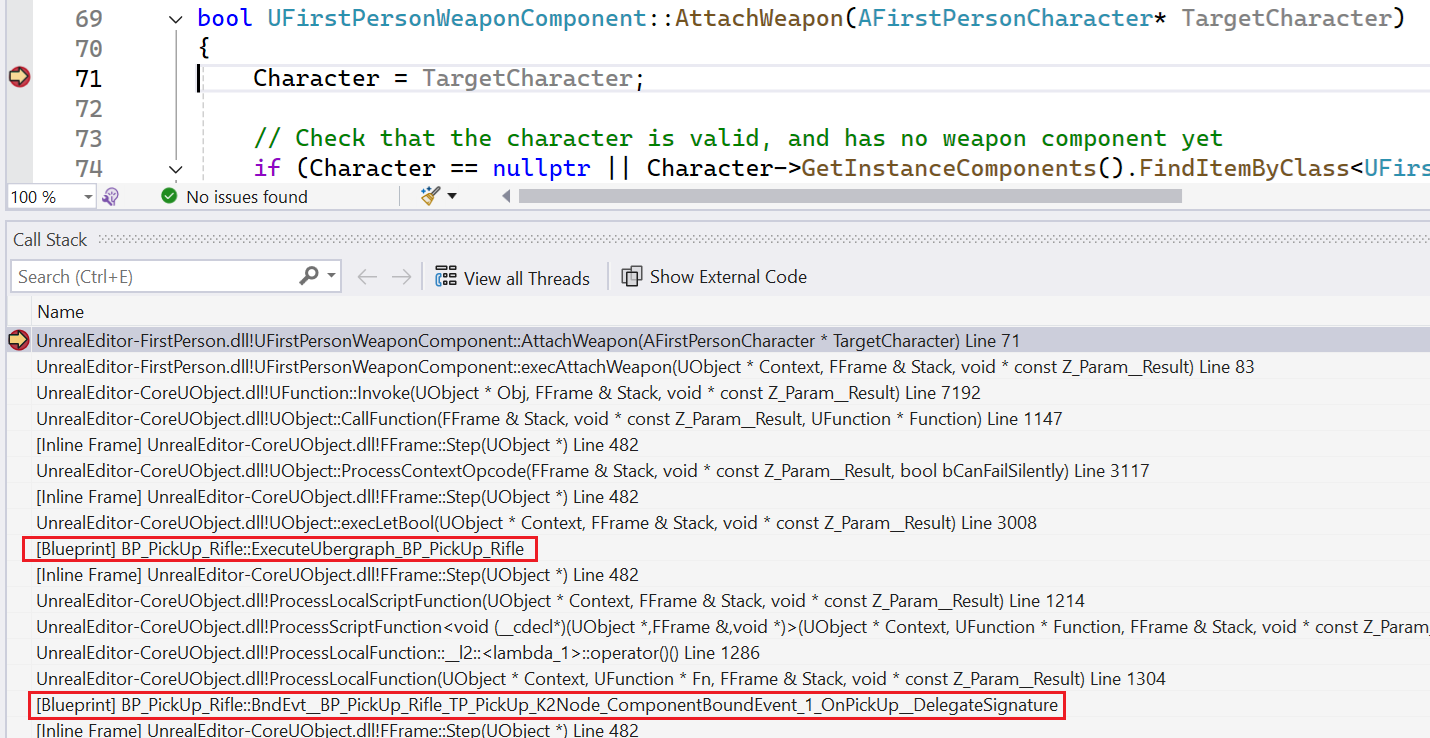 69 bool UFirstPersonWeaponComponent::AttachWeapon(AFirstPersonCharacter* TargetCharacter)
70 {
71 Character = TargetCharacter;
72
73 // Check that the character is valid, and has no weapon component yet
74 if (Character == nullptr || Character->GetInstanceComponents().FindItemByClass<UFirs
100 % No issues found
Call Stack
Search (Ctrl+E) View all Threads Show External Code
Name
UnrealEditor-FirstPerson.dll!UFirstPersonWeaponComponent::AttachWeapon(AFirstPersonCharacter * TargetCharacter) Line 71
UnrealEditor-FirstPerson.dll!UFirstPersonWeaponComponent::execAttachWeapon(UObject * Context, FFrame & Stack, void * const Z_Param__Result) Line 83
UnrealEditor-CoreUObject.dll!UFunction::Invoke(UObject * Obj, FFrame & Stack, void * const Z_Param__Result) Line 7192
UnrealEditor-CoreUObject.dll!UObject::CallFunction(FFrame & Stack, void * const Z_Param__Result, UFunction * Function) Line 1147
[Inline Frame] UnrealEditor-CoreUObject.dll!FFrame::Step(UObject *) Line 482
UnrealEditor-CoreUObject.dll!UObject::ProcessContextOpcode(FFrame & Stack, void * const Z_Param__Result, bool bCanFailSilently) Line 3117
[Inline Frame] UnrealEditor-CoreUObject.dll!FFrame::Step(UObject *) Line 482
UnrealEditor-CoreUObject.dll!UObject::execLetBool(UObject * Context, FFrame & Stack, void * const Z_Param__Result) Line 3008
[Blueprint] BP_PickUp_Rifle::ExecuteUbergraph_BP_PickUp_Rifle
[Inline Frame] UnrealEditor-CoreUObject.dll!FFrame::Step(UObject *) Line 482
UnrealEditor-CoreUObject.dll!ProcessLocalScriptFunction(UObject * Context, FFrame & Stack, void * const Z_Param__Result) Line 1214
UnrealEditor-CoreUObject.dll!ProcessScriptFunction<void (__cdecl*)(UObject *,FFrame &,void *)>(UObject * Context, UFunction * Function, FFrame & Stack, void * const Z_Param_
UnrealEditor-CoreUObject.dll!ProcessLocalFunction::__l2::<lambda_1>::operator()() Line 1286
UnrealEditor-CoreUObject.dll!ProcessLocalFunction(UObject * Context, UFunction * Fn, FFrame & Stack, void * const Z_Param__Result) Line 1304
[Blueprint] BP_PickUp_Rifle::BndEvt__BP_PickUp_Rifle_TP_PickUp_K2Node_ComponentBoundEvent_1_OnPickUp__DelegateSignature
[Inline Frame] UnrealEditor-CoreUObject.dll!FFrame::Step(UObject *) Line 482